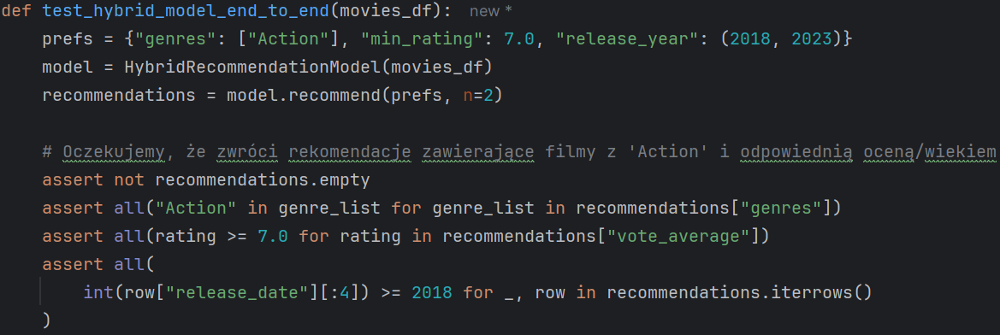 def test_hybrid_model_end_to_end(movies_df):  new *
    prefs = {"genres": ["Action"], "min_rating": 7.0, "release_year": (2018, 2023)}
    model = HybridRecommendationModel(movies_df)
    recommendations = model.recommend(prefs, n=2)

    # Oczekujemy, że zwróci rekomendacje zawierające filmy z 'Action' i odpowiednią oceną/wiekiem
    assert not recommendations.empty
    assert all("Action" in genre_list for genre_list in recommendations["genres"])
    assert all(rating >= 7.0 for rating in recommendations["vote_average"])
    assert all(
        int(row["release_date"][:4]) >= 2018 for _, row in recommendations.iterrows()
    )